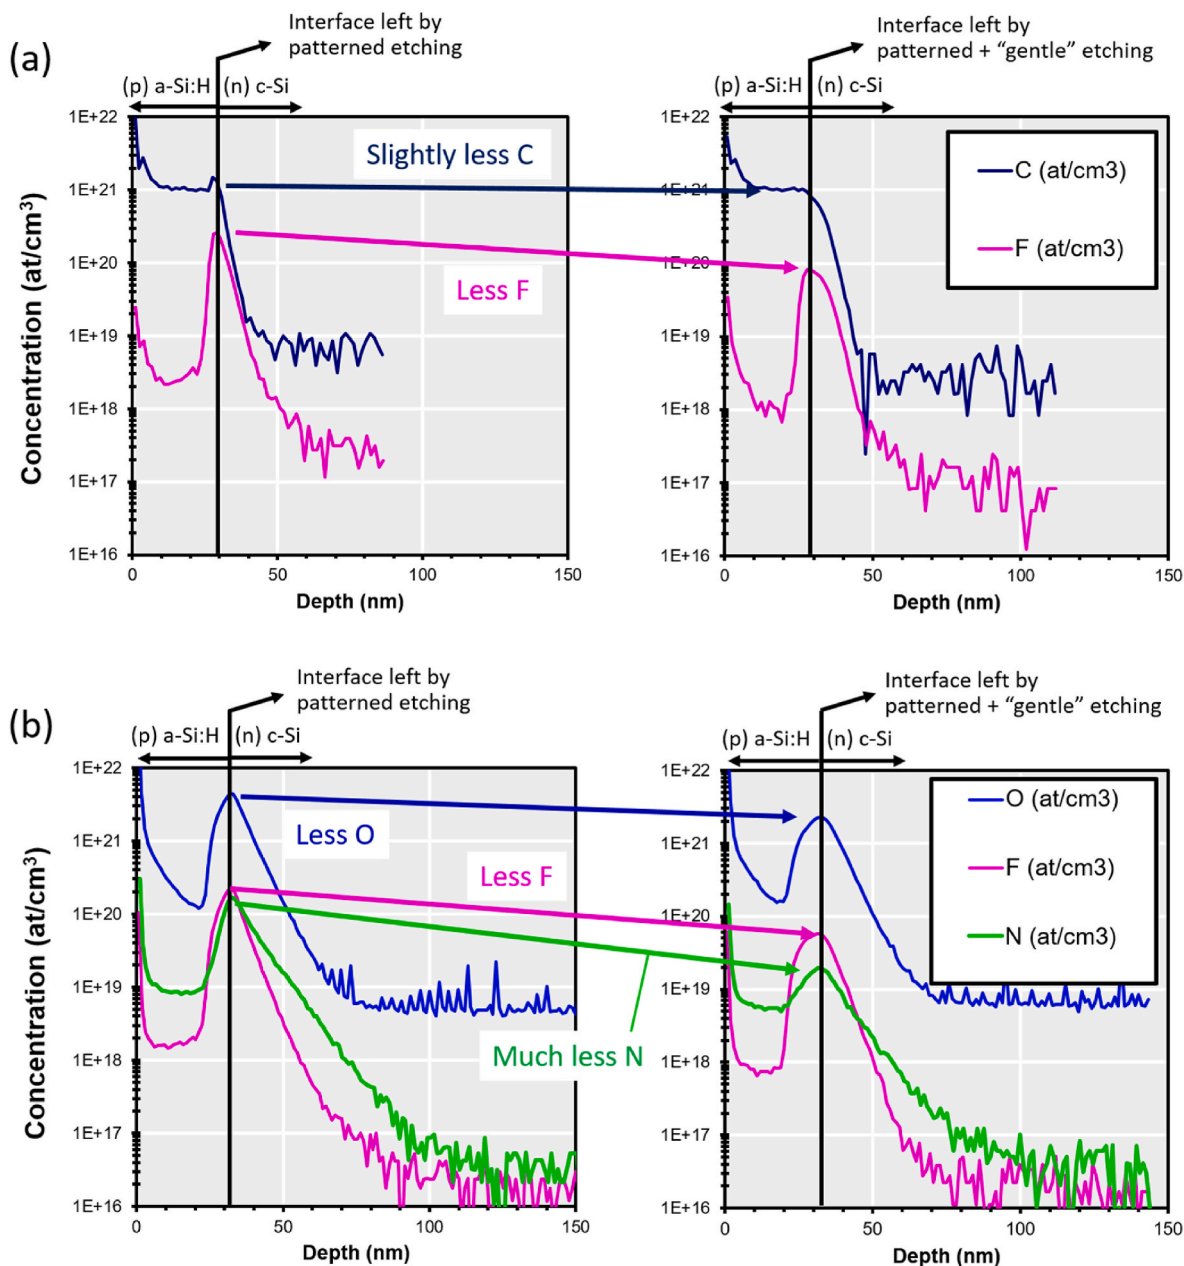 (a)
Interface left by
patterned etching
(p) a-Si:H
(n) c-Si
Concentration (at/cm3)
1E+22
1E+21
1E+20
1E+19
1E+18
1E+17
1E+16
0
50
100
150
Depth (nm)
Slightly less C
Less F
Interface left by
patterned + “gentle” etching
(p) a-Si:H
(n) c-Si
1E+22
1E+21
1E+20
1E+19
1E+18
1E+17
1E+16
0
50
100
150
Depth (nm)
C (at/cm3)
F (at/cm3)
(b)
Interface left by
patterned etching
(p) a-Si:H
(n) c-Si
Concentration (at/cm3)
1E+22
1E+21
1E+20
1E+19
1E+18
1E+17
1E+16
0
50
100
150
Depth (nm)
Less O
Less F
Much less N
Interface left by
patterned + “gentle” etching
(p) a-Si:H
(n) c-Si
1E+22
1E+21
1E+20
1E+19
1E+18
1E+17
1E+16
0
50
100
150
Depth (nm)
O (at/cm3)
F (at/cm3)
N (at/cm3)